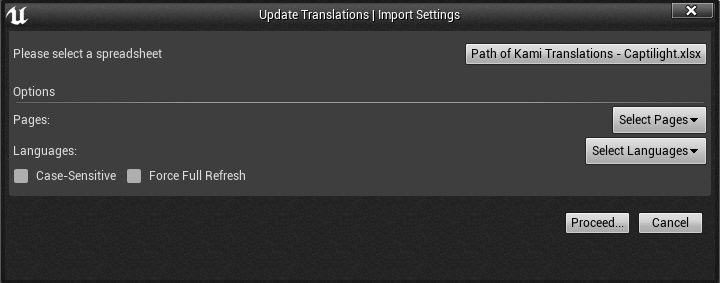 Update Translations | Import Settings
Please select a spreadsheet
Path of Kami Translations - Captilight.xlsx
Options
Pages:
Select Pages
Languages:
Select Languages
Case-Sensitive
Force Full Refresh
Proceed...
Cancel